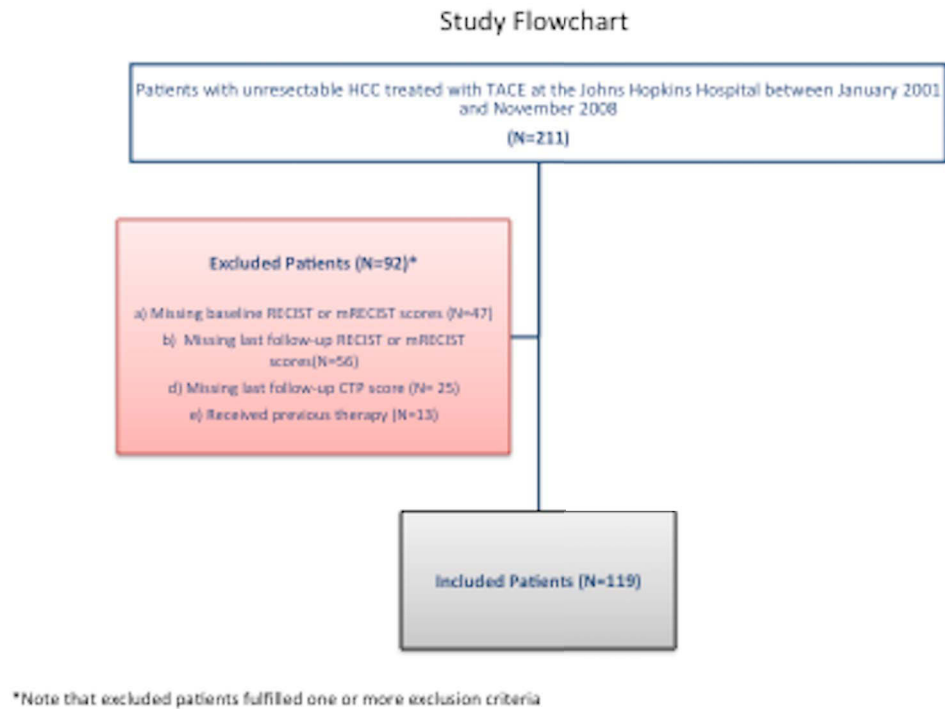 Study Flowchart
Patients with unresectable HCC treated with TACE at the Johns Hopkins Hospital between January 2001
and November 2008
(N=211)
Excluded Patients (N=92)*
a) Missing baseline RECIST or mRECIST scores (N=47)
b) Missing last follow-up RECIST or mRECIST
scores(N=56)
d) Missing last follow-up CTP score (N= 25)
e) Received previous therapy (N=13)
Included Patients (N=119)
*Note that excluded patients fulfilled one or more exclusion criteria